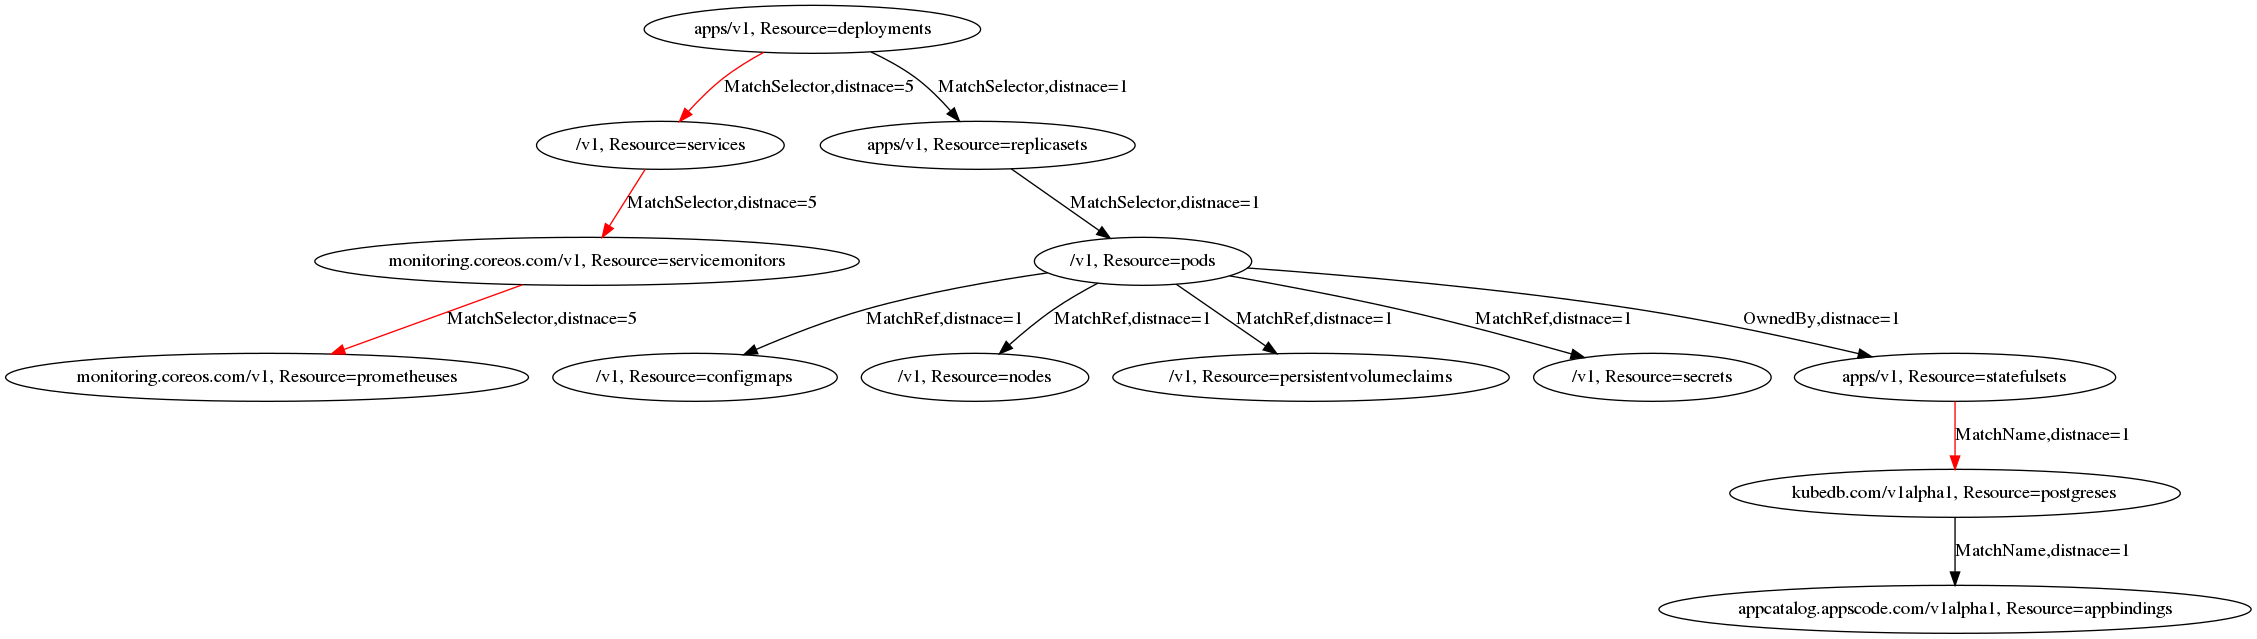 apps/v1, Resource=deployments
MatchSelector,distnace=5
MatchSelector,distnace=1
/v1, Resource=services
apps/v1, Resource=replicasets
MatchSelector,distnace=5
MatchSelector,distnace=1
monitoring.coreos.com/v1, Resource=servicemonitors
/v1, Resource=pods
MatchSelector,distnace=5
MatchRef,distnace=1
MatchRef,distnace=1
MatchRef,distnace=1
MatchRef,distnace=1
OwnedBy,distnace=1
monitoring.coreos.com/v1, Resource=prometheuses
/v1, Resource=configmaps
/v1, Resource=nodes
/v1, Resource=persistentvolumeclaims
/v1, Resource=secrets
apps/v1, Resource=statefulsets
MatchName,distnace=1
kubedb.com/v1alpha1, Resource=postgreses
MatchName,distnace=1
appcatalog.appscode.com/v1alpha1, Resource=appbindings